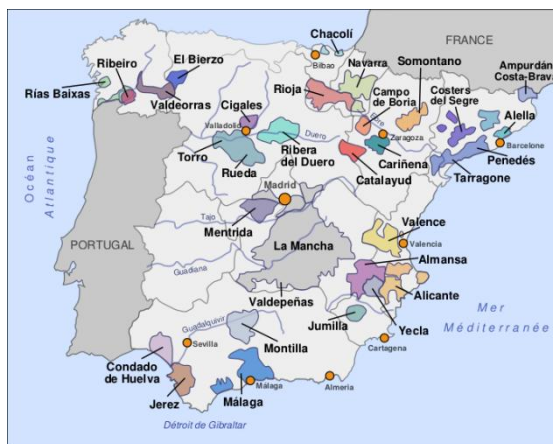 FRANCE
Chacolí
Bilbao
El Bierzo
Ribeiro
Navarra
Somontano
Ampurdán
Costa-Brava
Rías Baixas
Rioja
Campo
de Boria
Costers
del Segre
Valdeorras
Cigales
Alella
Valladolid
Duero
Zaragoza
Barcelone
Torro
Ribera
del Duero
Cariñena
Penedés
Rueda
Catalayud
Tarragone
Océan
Atlantique
Madrid
Tajo
Mentrida
Valence
PORTUGAL
La Mancha
Valencia
Guadiana
Almansa
Valdepeñas
Alicante
Mer
Méditerranée
Guadalquivir
Jumilla
Yecla
Sevilla
Montilla
Cartagena
Condado
de Huelva
Jerez
Málaga
Málaga
Almeria
Détroit de Gibraltar